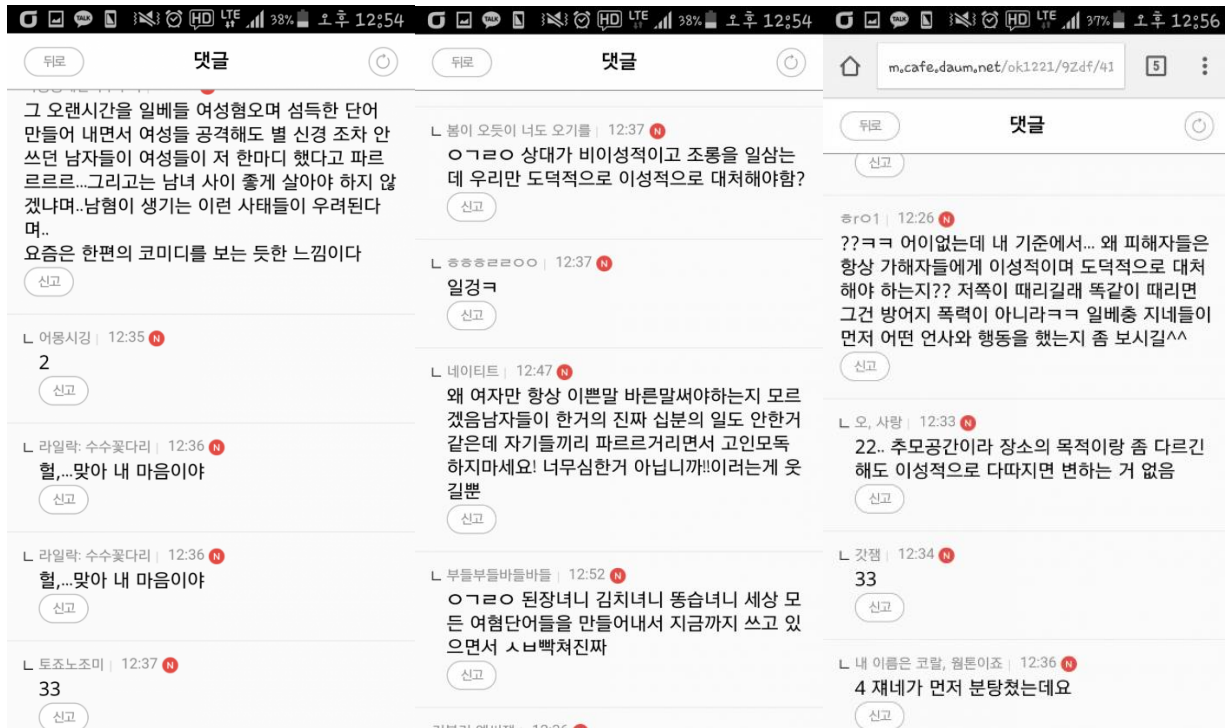 HD LTE 38% 오후 12:54
뒤로
댓글
그 오랜시간을 일베들 여성혐오며 섬득한 단어
만들어 내면서 여성들 공격해도 별 신경 조차 안
쓰던 남자들이 여성들이 저 한마디 했다고 파르
르르르...그리고는 남녀 사이 좋게 살아야 하지 않
겠냐며..남혐이 생기는 이런 사태들이 우려된다
며..
요즘은 한편의 코미디를 보는 듯한 느낌이다
신고
ㄴ 어몽시깅 | 12:35 N
2
신고
ㄴ 라일락: 수수꽃다리 | 12:36 N
헐,...맞아 내 마음이야
신고
ㄴ 라일락: 수수꽃다리 | 12:36 N
헐,...맞아 내 마음이야
신고
ㄴ 토죠노조미 | 12:37 N
33
신고
TALK HD LTE 38% 오후 12:54
뒤로
댓글
ㄴ 봄이 오듯이 너도 오기를 | 12:37 N
ㅇㄱㄹㅇ 상대가 비이성적이고 조롱을 일삼는
데 우리만 도덕적으로 이성적으로 대처해야함?
신고
ㄴ ㅎㅎㅎㄹㄹㅇㅇ | 12:37 N
일겅ㅋ
신고
ㄴ 네이티트 | 12:47 N
왜 여자만 항상 이쁜말 바른말써야하는지 모르
겠음남자들이 한거의 진짜 십분의 일도 안한거
같은데 자기들끼리 파르르거리면서 고인모독
하지마세요! 너무심한거 아닙니까!!이러는게 웃
길뿐
신고
ㄴ 부들부들바들바들 | 12:52 N
ㅇㄱㄹㅇ 된장녀니 김치녀니 똥습녀니 세상 모
든 여혐단어들을 만들어내서 지금까지 쓰고 있
으면서 ㅅㅂ빡쳐진짜
신고
TALK HD LTE 37% 오후 12:56
m.cafe.daum.net/ok1221/9Zdf/41
5
뒤로
댓글
신고
ㅎrㅇ1 | 12:26 N
??ㅋㅋ 어이없는데 내 기준에서... 왜 피해자들은
항상 가해자들에게 이성적이며 도덕적으로 대처
해야 하는지?? 저쪽이 때리길래 똑같이 때리면
그건 방어지 폭력이 아니라ㅋㅋ 일베충 지네들이
먼저 어떤 언사와 행동을 했는지 좀 보시길^^
신고
ㄴ 오, 사랑 | 12:33 N
22.. 추모공간이라 장소의 목적이랑 좀 다르긴
해도 이성적으로 다따지면 변하는 거 없음
신고
ㄴ 갓잼 | 12:34 N
33
신고
ㄴ 내 이름은 코랄, 웜톤이죠 | 12:36 N
4 쟤네가 먼저 분탕쳤는데요
신고